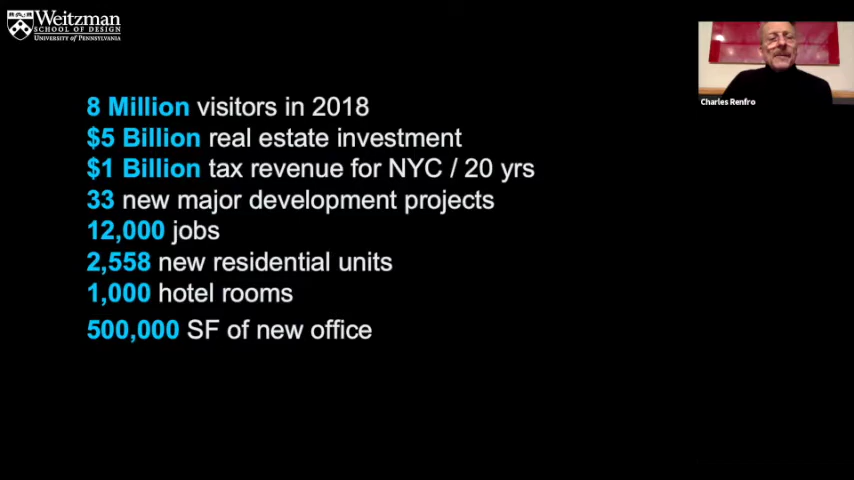 Weitzman
SCHOOL OF DESIGN
UNIVERSITY OF PENNSYLVANIA
Charles Renfro
8 Million visitors in 2018
$5 Billion real estate investment
$1 Billion tax revenue for NYC / 20 yrs
33 new major development projects
12,000 jobs
2,558 new residential units
1,000 hotel rooms
500,000 SF of new office